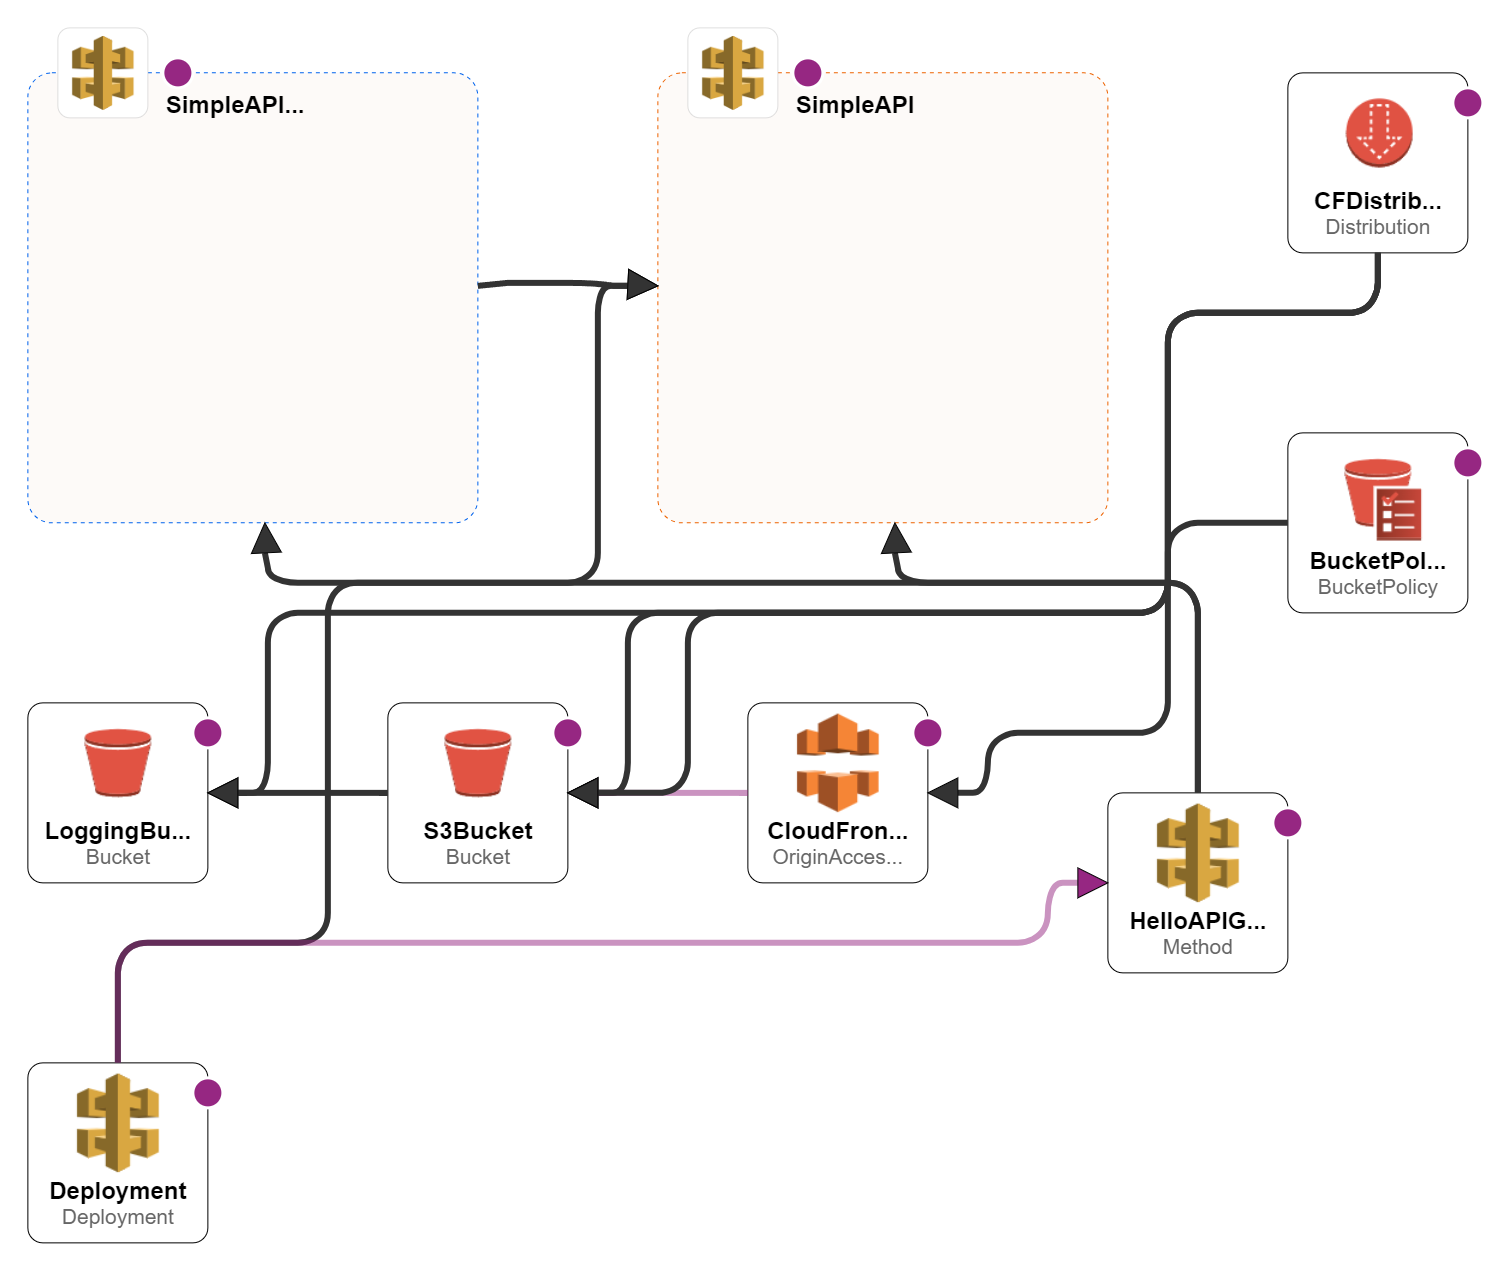 SimpleAPI...
SimpleAPI
CFDistrib...
Distribution
BucketPol...
BucketPolicy
LoggingBu...
Bucket
S3Bucket
Bucket
CloudFron...
OriginAcces...
HelloAPIG...
Method
Deployment
Deployment